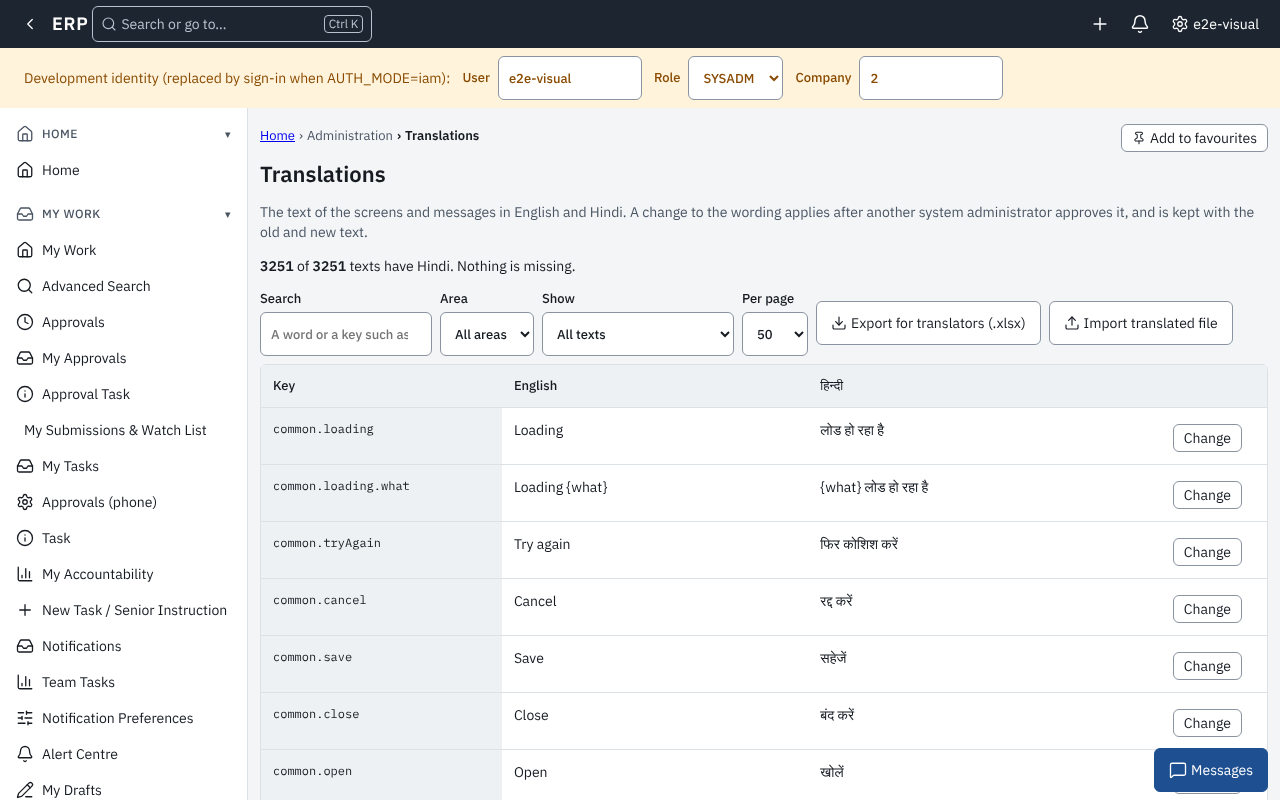 ERP
Search or go to...
Ctrl K
e2e-visual
Development identity (replaced by sign-in when AUTH_MODE=iam): User e2e-visual Role SYSADM Company 2
HOME
Home
MY WORK
My Work
Advanced Search
Approvals
My Approvals
Approval Task
My Submissions & Watch List
My Tasks
Approvals (phone)
Task
My Accountability
New Task / Senior Instruction
Notifications
Team Tasks
Notification Preferences
Alert Centre
My Drafts
Home › Administration › Translations
Add to favourites
Translations
The text of the screens and messages in English and Hindi. A change to the wording applies after another system administrator approves it, and is kept with the
old and new text.
3251 of 3251 texts have Hindi. Nothing is missing.
Search Area Show Per page
A word or a key such as All areas All texts 50 Export for translators (.xlsx) Import translated file
Key English हिन्दी
common.loading Loading लोड हो रहा है Change
common.loading.what Loading {what} {what} लोड हो रहा है Change
common.tryAgain Try again फिर कोशिश करें Change
common.cancel Cancel रद्द करें Change
common.save Save सहेजें Change
common.close Close बंद करें Change
common.open Open खोलें
Messages